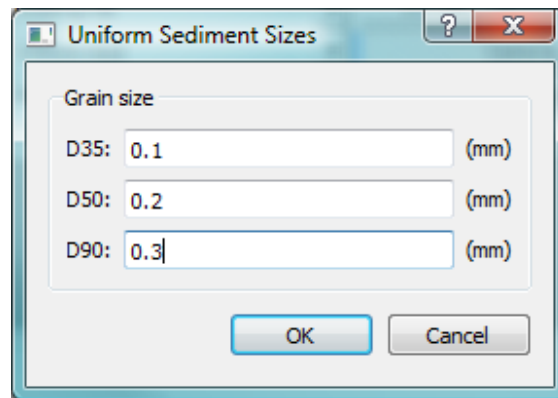 Uniform Sediment Sizes
?
X
Grain size
D35: 0.1 (mm)
D50: 0.2 (mm)
D90: 0.3 (mm)
OK Cancel